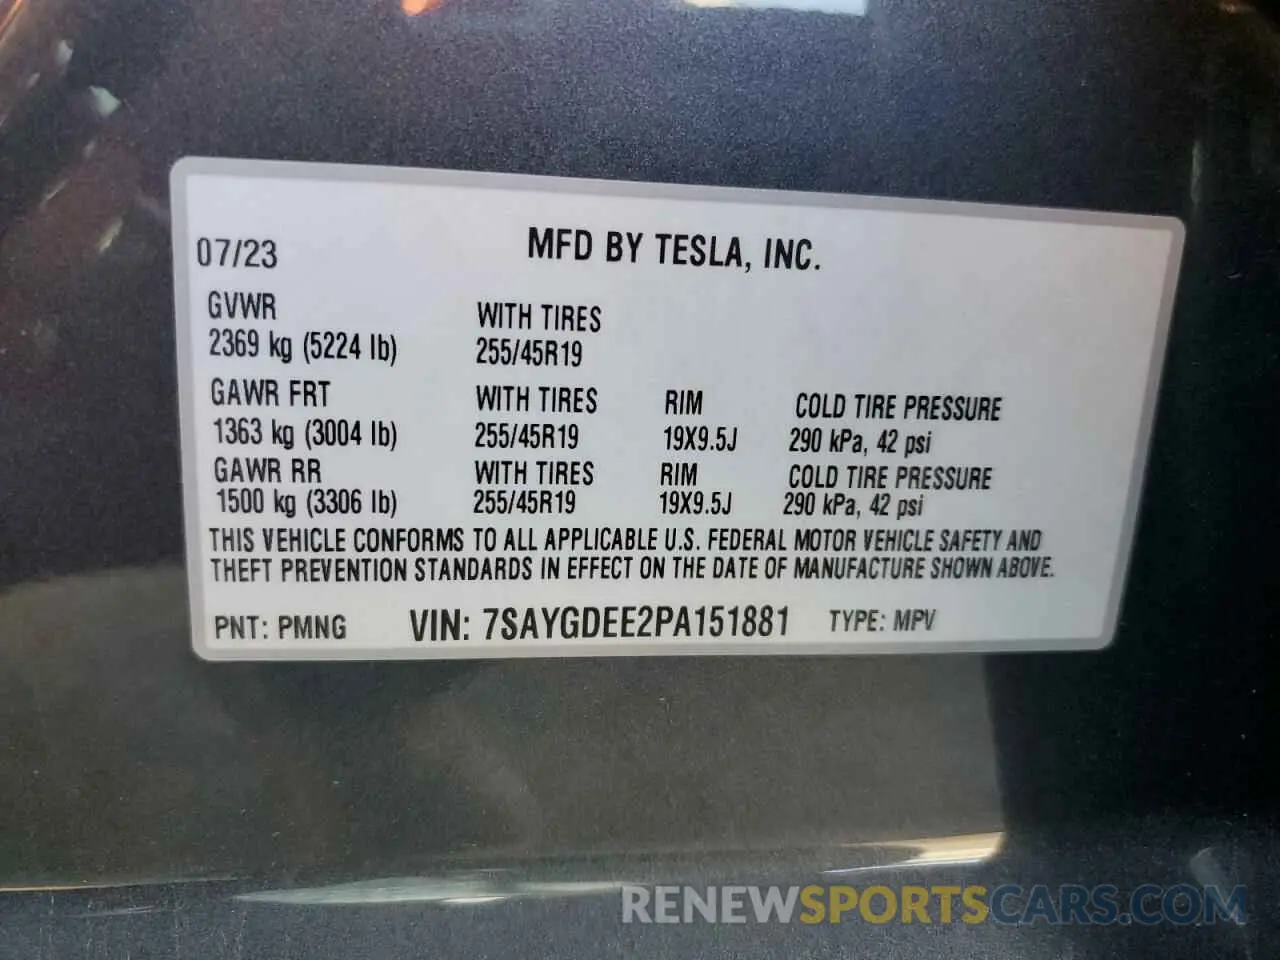 07/23 MFD BY TESLA, INC.
GVWR WITH TIRES
2369 kg (5224 lb) 255/45R19
GAWR FRT WITH TIRES RIM COLD TIRE PRESSURE
1363 kg (3004 lb) 255/45R19 19X9.5J 290 kPa, 42 psi
GAWR RR WITH TIRES RIM COLD TIRE PRESSURE
1500 kg (3306 lb) 255/45R19 19X9.5J 290 kPa, 42 psi
THIS VEHICLE CONFORMS TO ALL APPLICABLE U.S. FEDERAL MOTOR VEHICLE SAFETY AND
THEFT PREVENTION STANDARDS IN EFFECT ON THE DATE OF MANUFACTURE SHOWN ABOVE.
PNT: PMNG VIN: 7SAYGDEE2PA151881 TYPE: MPV
RENEWSPORTSCARS.COM